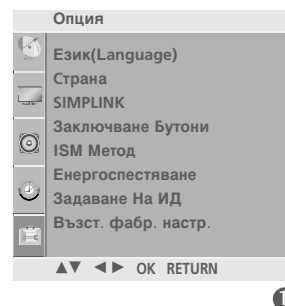 Опция
Език(Language)
Страна
SIMPLINK
Заключване Бутони
ISM Метод
Енергоспестяване
Задаване На ИД
Възст. фабр. настр.
▲▼ ◄► OK RETURN
1